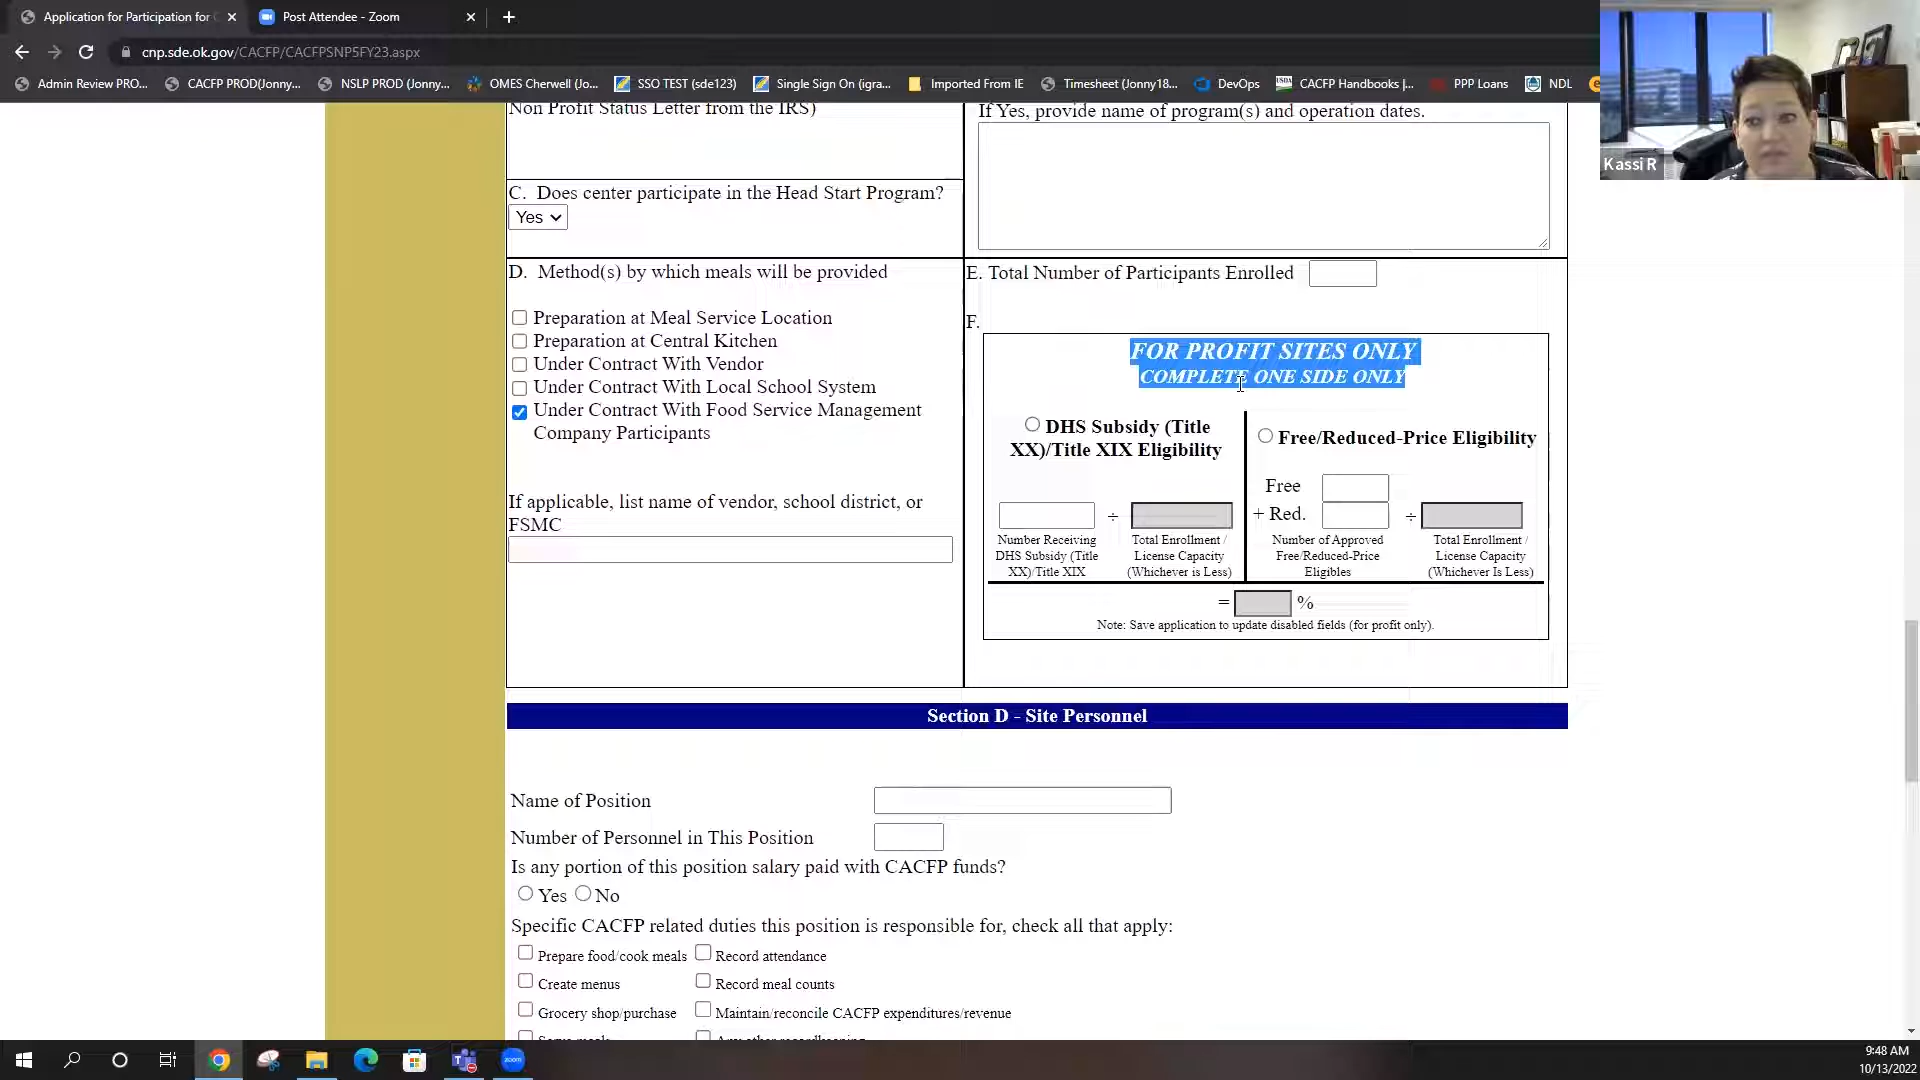 Application for Participation for C
Post Attendee - Zoom
cnp.sde.ok.gov/CACFP/CACFPSNP5FY23.aspx
Admin Review PRO...
CACFP PROD(Jonny...
NSLP PROD (Jonny...
OMES Cherwell (Jo...
SSO TEST (sde123)
Single Sign On (igra...
Imported From IE
Timesheet (Jonny18...
DevOps
CACFP Handbooks |...
PPP Loans
NDL
Kassi R
Non Profit Status Letter from the IRS)
If Yes, provide name of program(s) and operation dates.
C. Does center participate in the Head Start Program?
Yes
D. Method(s) by which meals will be provided
Preparation at Meal Service Location
Preparation at Central Kitchen
Under Contract With Vendor
Under Contract With Local School System
Under Contract With Food Service Management
Company Participants
If applicable, list name of vendor, school district, or
FSMC
E. Total Number of Participants Enrolled
F.
FOR PROFIT SITES ONLY
COMPLETE ONE SIDE ONLY
DHS Subsidy (Title
XX)/Title XIX Eligibility
÷
Number Receiving
DHS Subsidy (Title
XX)/Title XIX
Total Enrollment /
License Capacity
(Whichever is Less)
Free/Reduced-Price Eligibility
Free
+ Red.
÷
Number of Approved
Free/Reduced-Price
Eligibles
Total Enrollment /
License Capacity
(Whichever Is Less)
= %
Note: Save application to update disabled fields (for profit only).
Section D - Site Personnel
Name of Position
Number of Personnel in This Position
Is any portion of this position salary paid with CACFP funds?
Yes No
Specific CACFP related duties this position is responsible for, check all that apply:
Prepare food/cook meals
Record attendance
Create menus
Record meal counts
Grocery shop/purchase
Maintain/reconcile CACFP expenditures/revenue
9:48 AM
10/13/2022